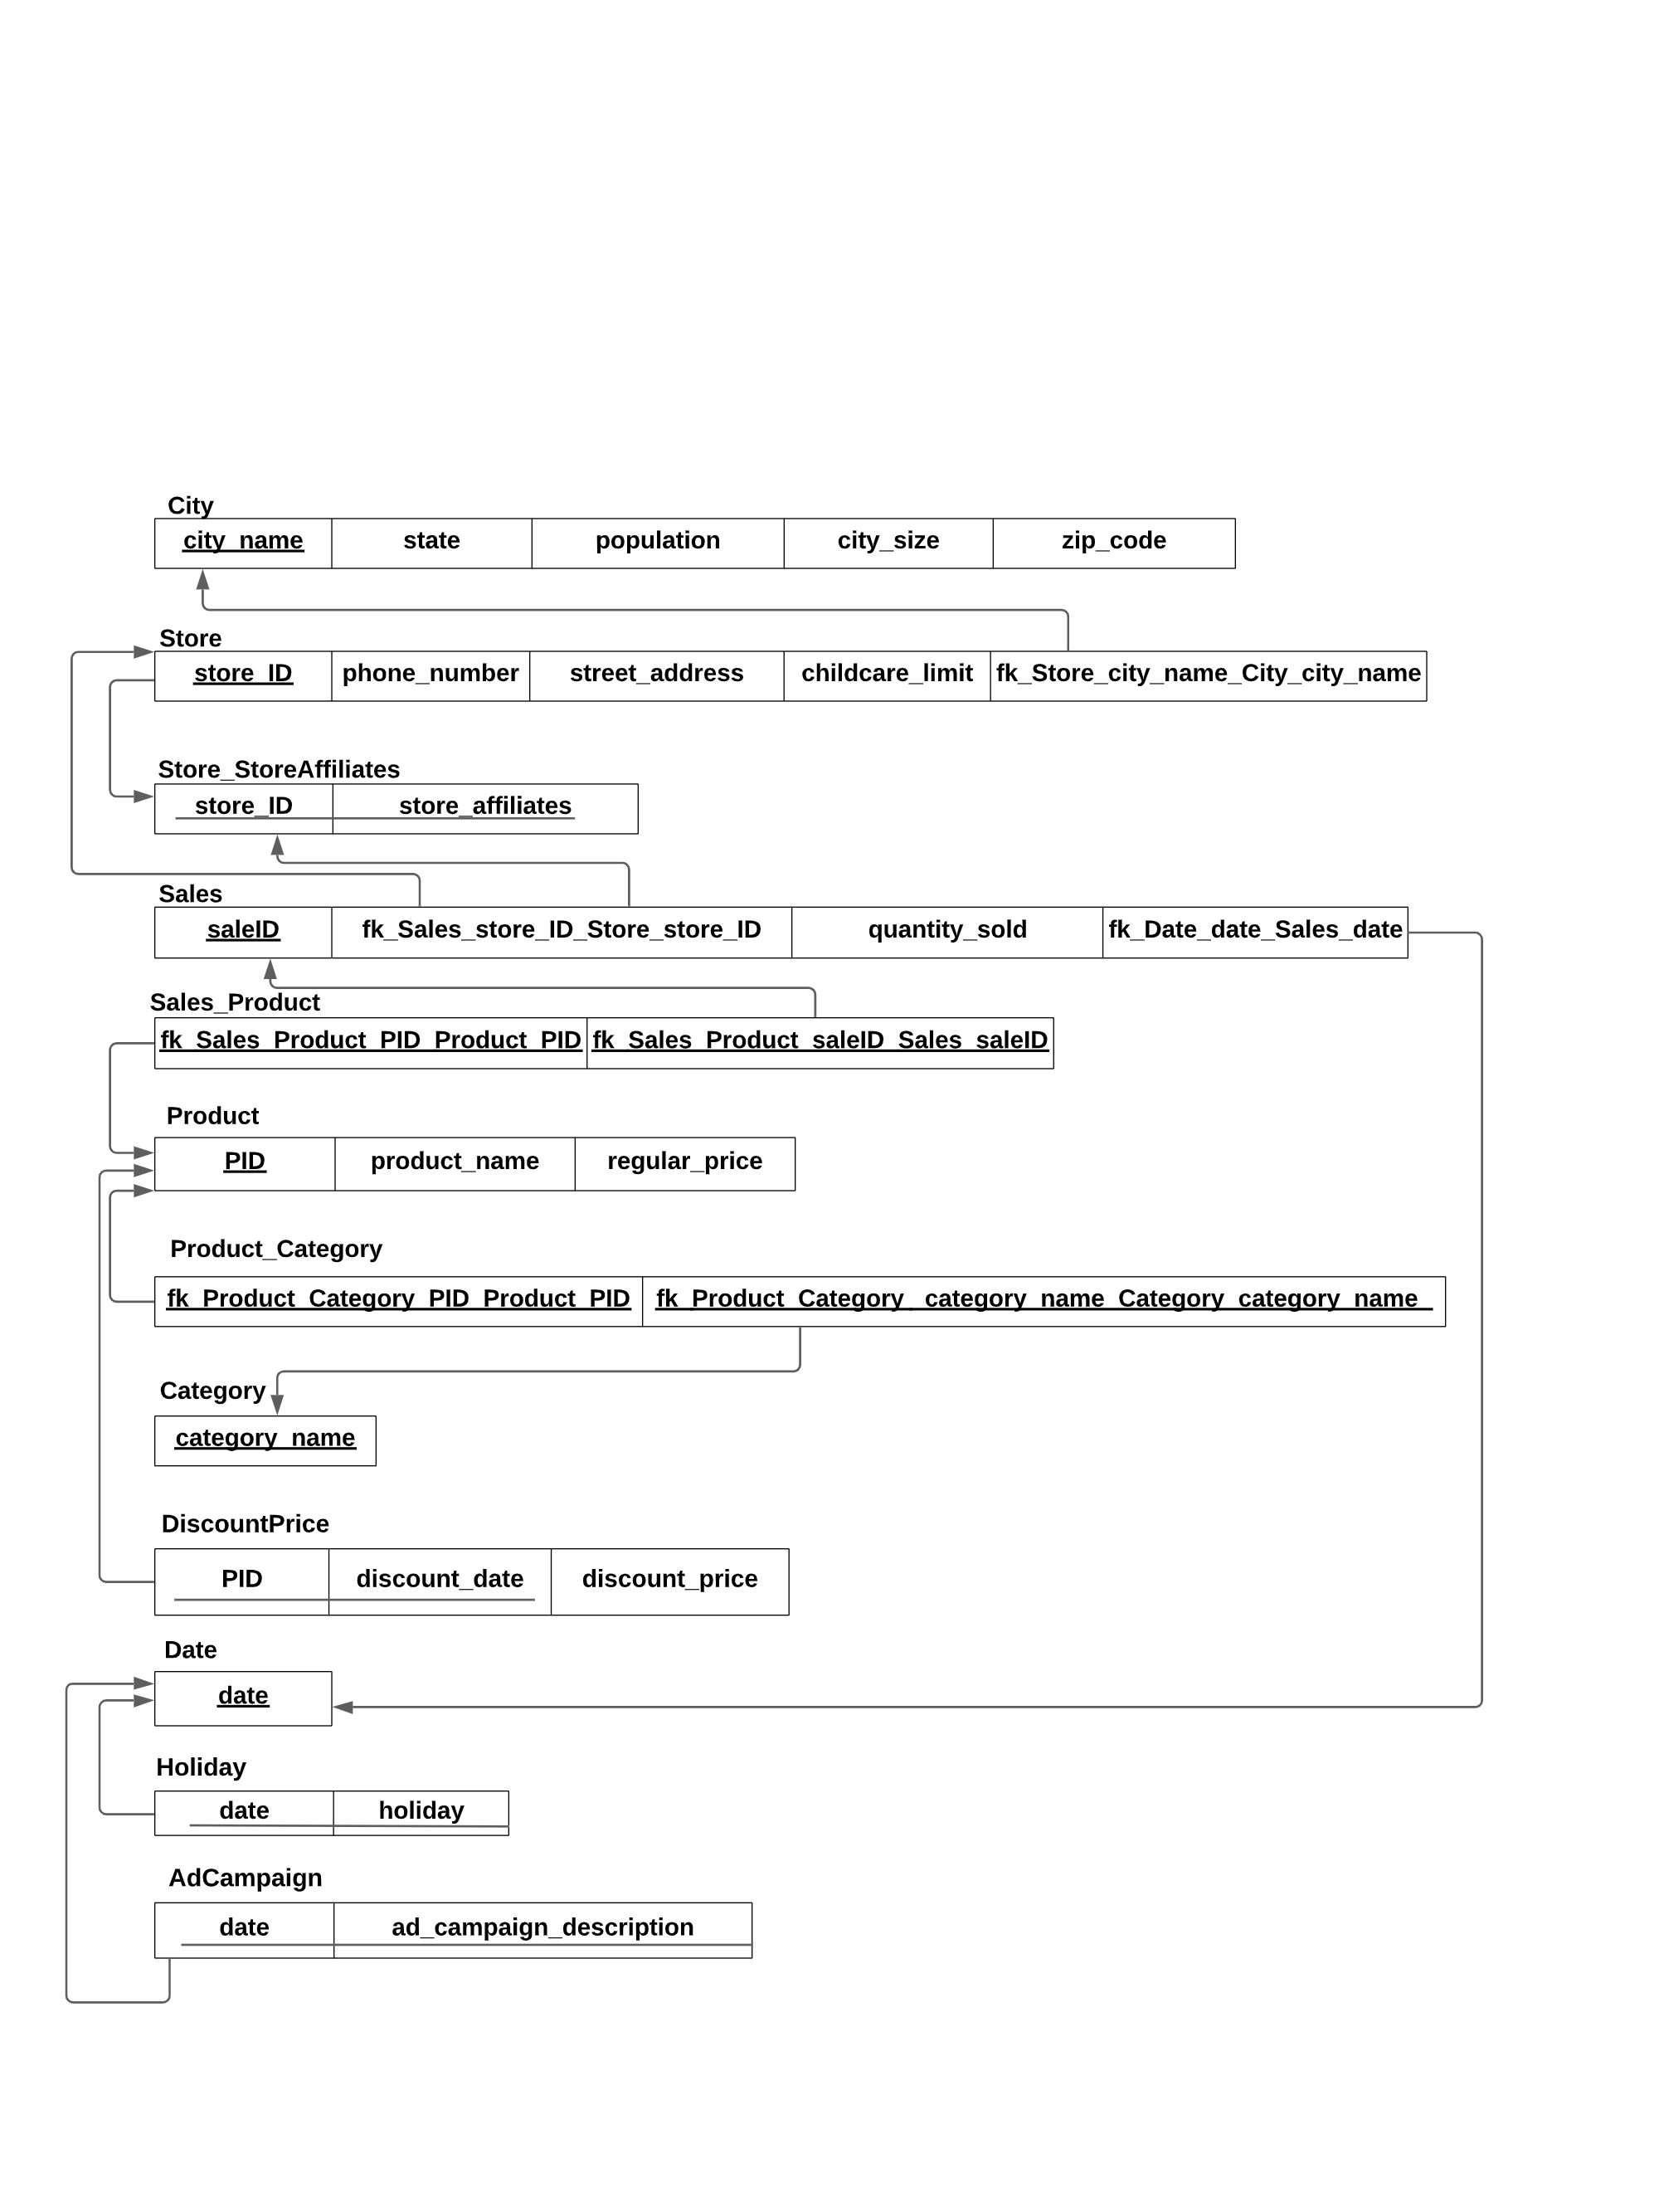 City
city_name state population city_size zip_code
Store
store_ID phone_number street_address childcare_limit fk_Store_city_name_City_city_name
Store_StoreAffiliates
store_ID store_affiliates
Sales
saleID fk_Sales_store_ID_Store_store_ID quantity_sold fk_Date_date_Sales_date
Sales_Product
fk_Sales_Product_PID_Product_PID fk_Sales_Product_saleID_Sales_saleID
Product
PID product_name regular_price
Product_Category
fk_Product_Category_PID_Product_PID fk_Product_Category_ category_name_Category_category_name_
Category
category_name
DiscountPrice
PID discount_date discount_price
Date
date
Holiday
date holiday
AdCampaign
date ad_campaign_description